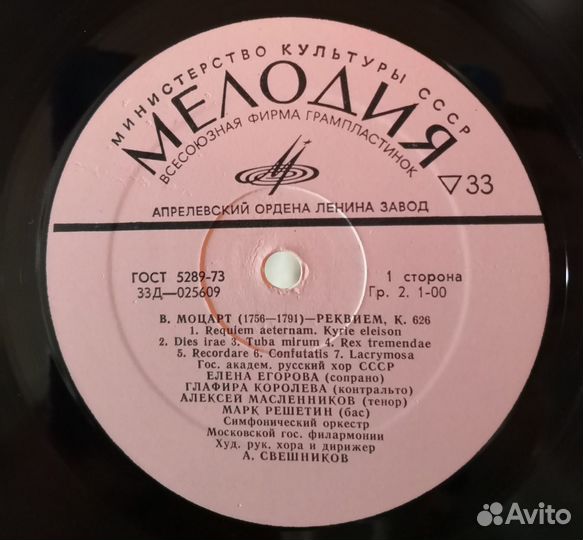 МИНИСТЕРСТВО КУЛЬТУРЫ СССР
МЕЛОДИЯ
ВСЕСОЮЗНАЯ ФИРМА ГРАМПЛАСТИНОК
▽33
АПРЕЛЕВСКИЙ ОРДЕНА ЛЕНИНА ЗАВОД
ГОСТ 5289-73
33Д—025609
1 сторона
Гр. 2. 1-00
В. МОЦАРТ (1756—1791)—РЕКВИЕМ, К. 626
1. Requiem aeternam. Kyrie eleison
2. Dies irae 3. Tuba mirum 4. Rex tremendae
5. Recordare 6. Confutatis 7. Lacrymosa
Гос. академ. русский хор СССР
ЕЛЕНА ЕГОРОВА (сопрано)
ГЛАФИРА КОРОЛЕВА (контральто)
АЛЕКСЕЙ МАСЛЕННИКОВ (тенор)
МАРК РЕШЕТИН (бас)
Симфонический оркестр
Московской гос. филармонии
Худ. рук. хора и дирижер
А. СВЕШНИКОВ
Avito